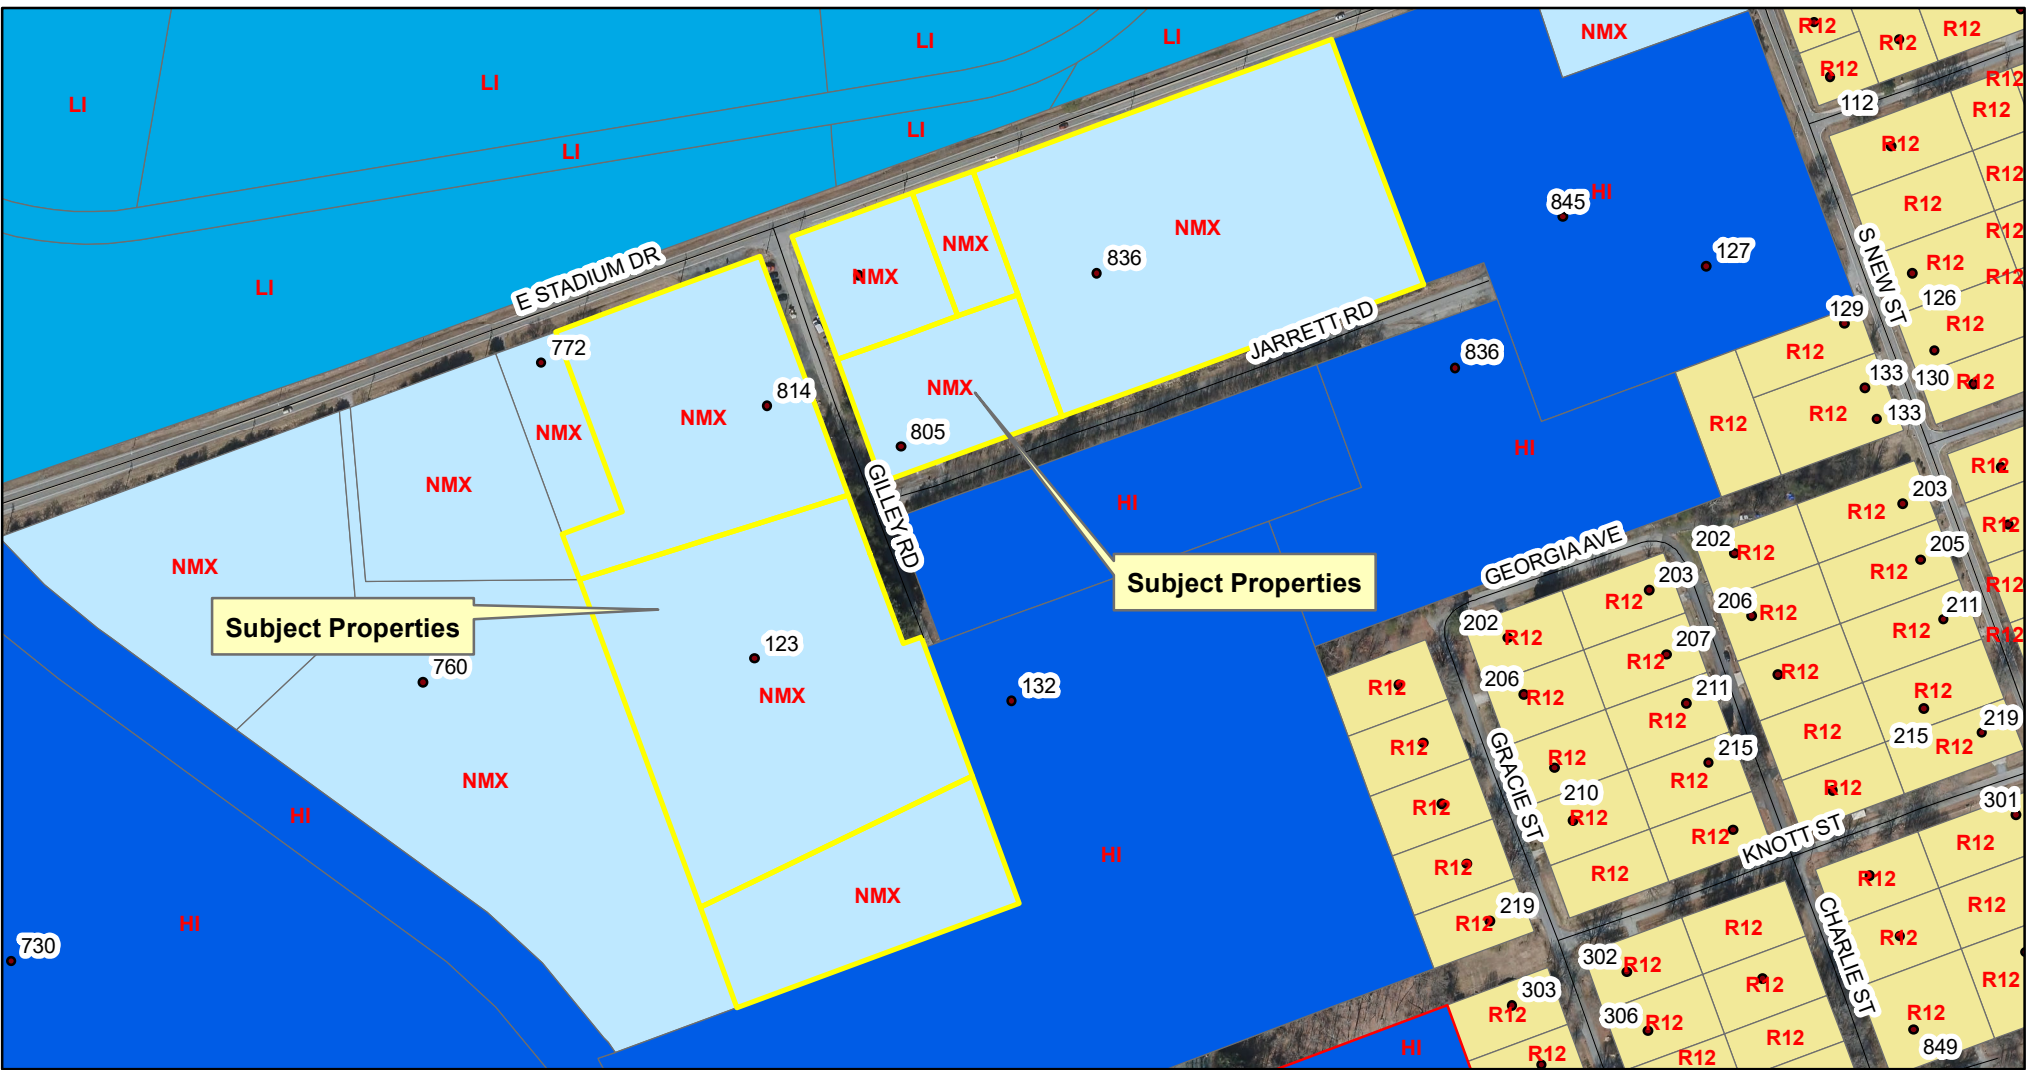 NMX
R12
R12
R12
LI
LI
R12
R12
LI
R12
LI
112
R12
LI
R12
R12
LI
R12
HI
845
R12
NMX
R12
S NEW ST
NMX
E STADIUM DR
836
127
R12
NMX
R12
LI
126
JARRETT RD
129
R12
772
836
R12
133
130
R12
NMX
814
NMX
133
R12
R12
NMX
805
HI
R12
NMX
203
GILLEY RD
HI
R12
R12
GEORGIA AVE
202
R12
205
NMX
R12
Subject Properties
203
R12
R12
206
R12
211
Subject Properties
202
R12
R12
R12
123
207
R12
760
132
R12
206
R12
R12
R12
NMX
211
R12
219
R12
GRACIE ST
R12
215
R12
215
R12
NMX
R12
R12
R12
301
HI
R12
210
R12
KNOTT ST
R12
R12
HI
R12
R12
R12
NMX
CHARLIE ST
R12
HI
219
R12
R12
R12
730
302
R12
R12
R12
303
R12
306
R12
R12
R12
849
HI
R12
R12